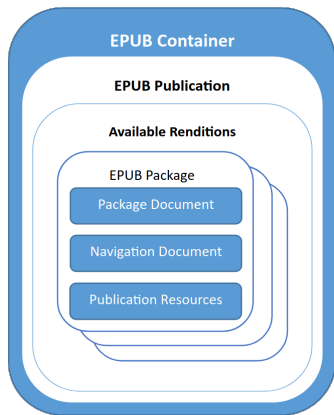 EPUB Container
EPUB Publication
Available Renditions
EPUB Package
Package Document
Navigation Document
Publication Resources